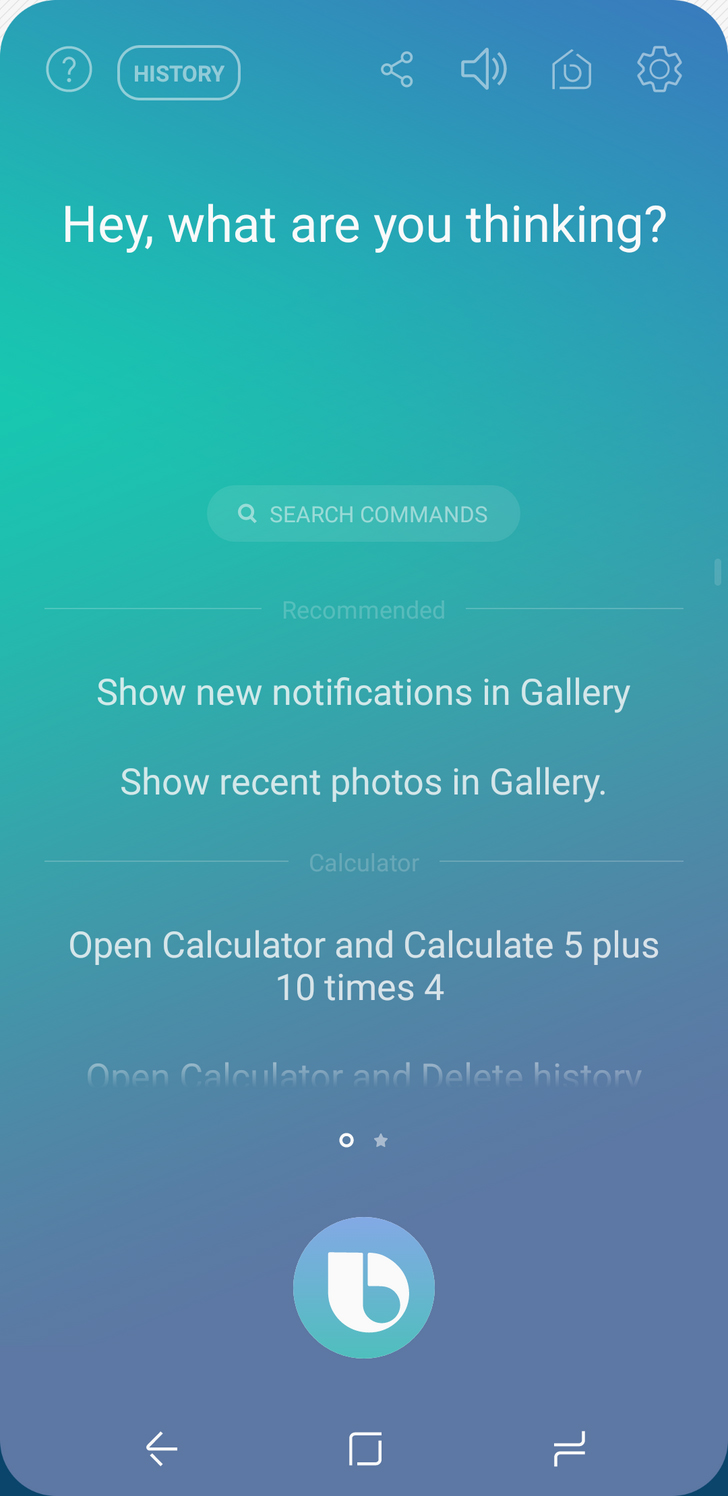 HISTORY
Hey, what are you thinking?
SEARCH COMMANDS
Recommended
Show new notifications in Gallery
Show recent photos in Gallery.
Calculator
Open Calculator and Calculate 5 plus
10 times 4
Open Calculator and Delete history